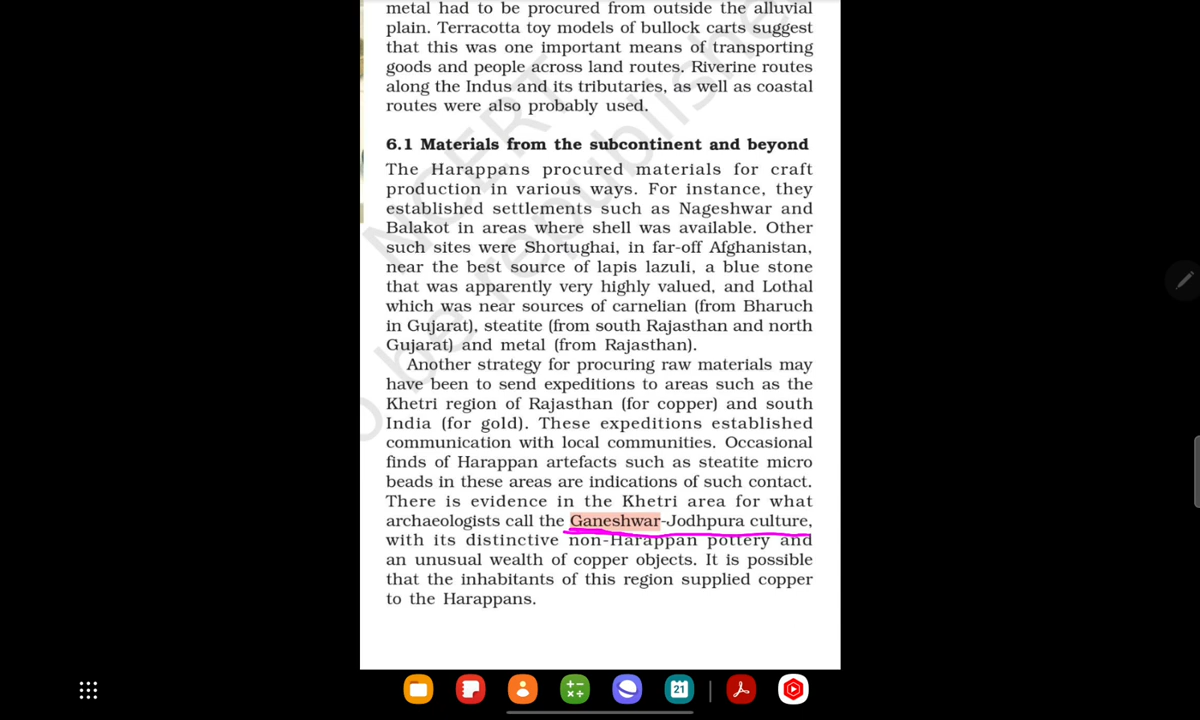 metal had to be procured from outside the alluvial
plain. Terracotta toy models of bullock carts suggest
that this was one important means of transporting
goods and people across land routes. Riverine routes
along the Indus and its tributaries, as well as coastal
routes were also probably used.
6.1 Materials from the subcontinent and beyond
The Harappans procured materials for craft
production in various ways. For instance, they
established settlements such as Nageshwar and
Balakot in areas where shell was available. Other
such sites were Shortughai, in far-off Afghanistan,
near the best source of lapis lazuli, a blue stone
that was apparently very highly valued, and Lothal
which was near sources of carnelian (from Bharuch
in Gujarat), steatite (from south Rajasthan and north
Gujarat) and metal (from Rajasthan).
Another strategy for procuring raw materials may
have been to send expeditions to areas such as the
Khetri region of Rajasthan (for copper) and south
India (for gold). These expeditions established
communication with local communities. Occasional
finds of Harappan artefacts such as steatite micro
beads in these areas are indications of such contact.
There is evidence in the Khetri area for what
archaeologists call the Ganeshwar-Jodhpura culture,
with its distinctive non-Harappan pottery and
an unusual wealth of copper objects. It is possible
that the inhabitants of this region supplied copper
to the Harappans.
NCERT
o be republishe
21